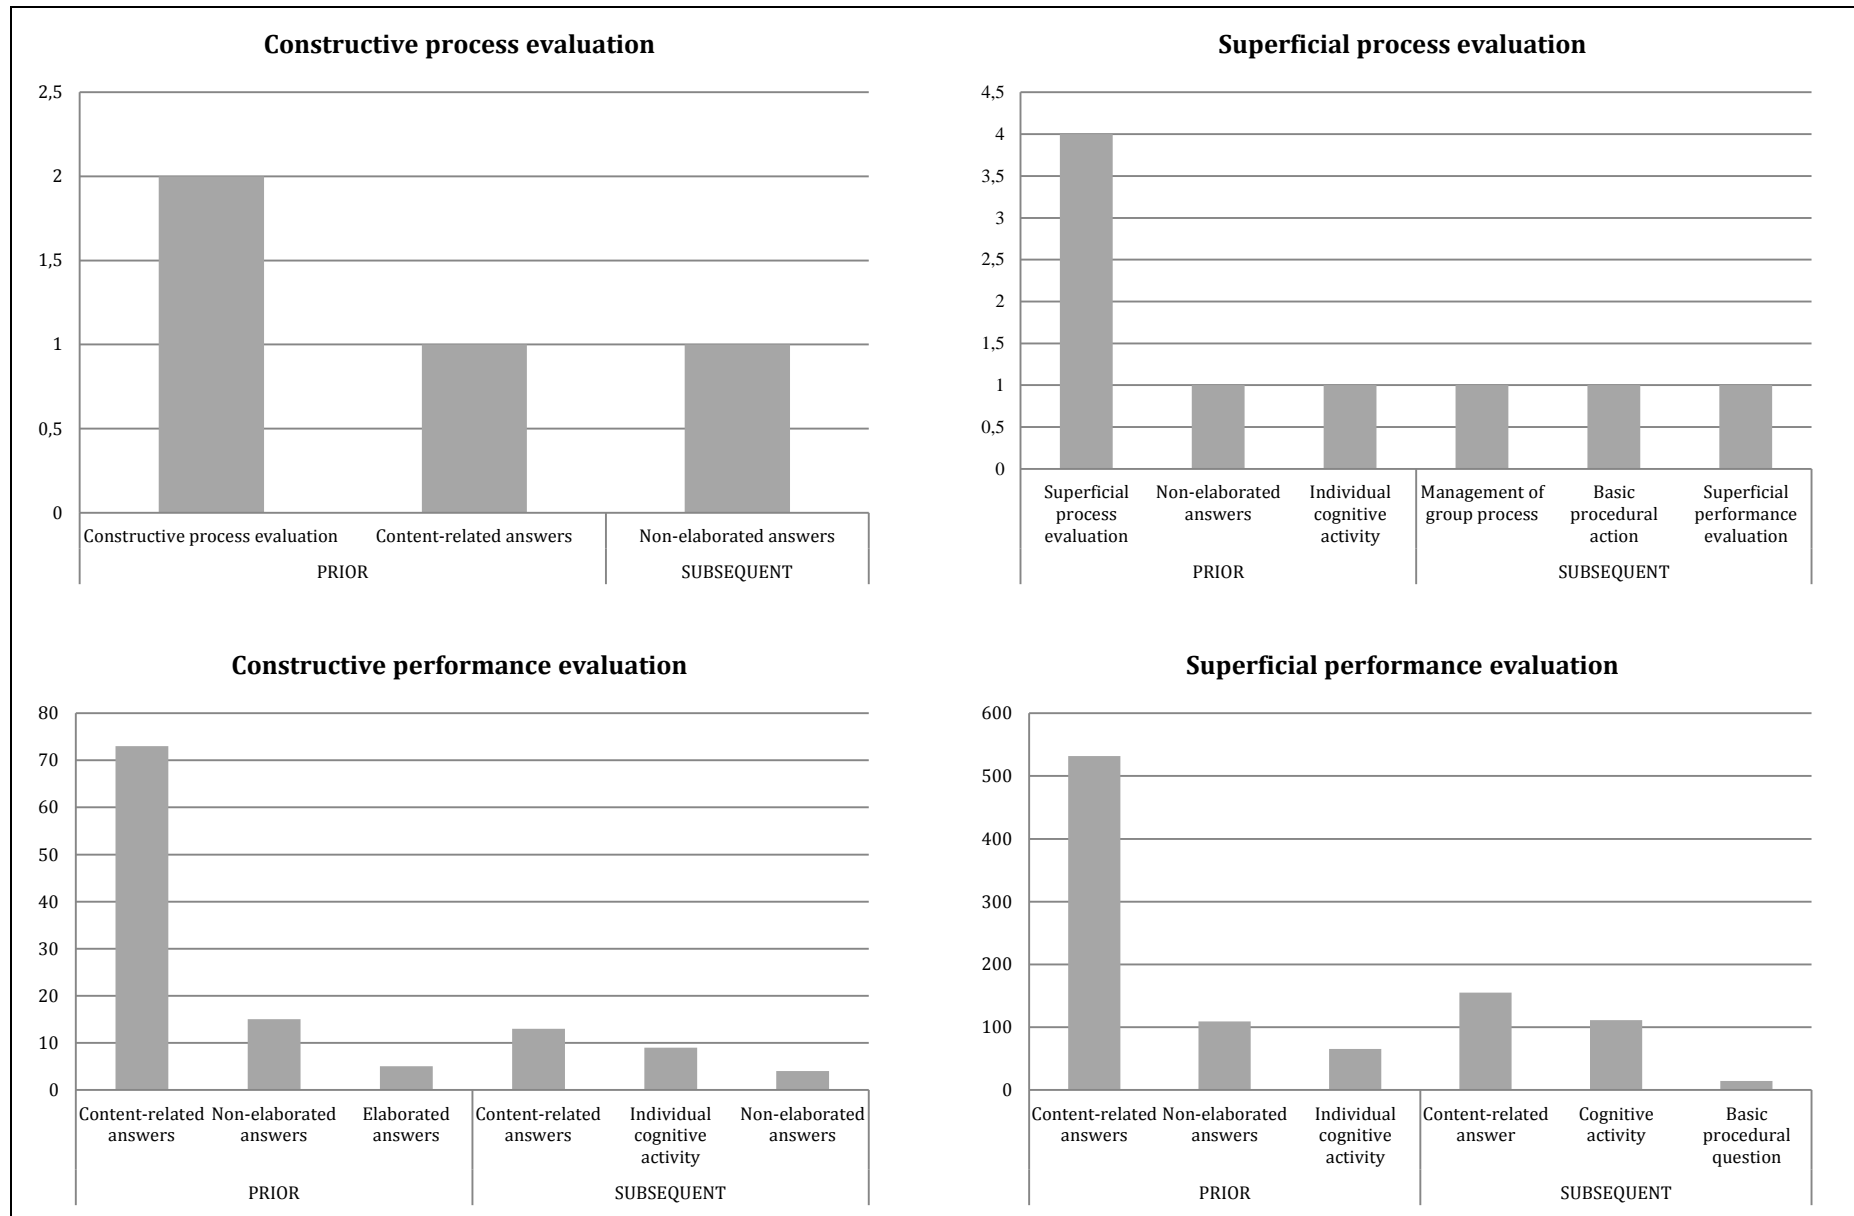 Constructive process evaluation
2,5
2
1,5
1
0,5
0
Constructive process evaluation
Content-related answers
Non-elaborated answers
PRIOR
SUBSEQUENT
Superficial process evaluation
4,5
4
3,5
3
2,5
2
1,5
1
0,5
0
Superficial
process
evaluation
Non-elaborated
answers
Individual
cognitive
activity
Management of
group process
Basic
procedural
action
Superficial
performance
evaluation
PRIOR
SUBSEQUENT
Constructive performance evaluation
80
70
60
50
40
30
20
10
0
Content-related
answers
Non-elaborated
answers
Elaborated
answers
Content-related
answers
Individual
cognitive
activity
Non-elaborated
answers
PRIOR
SUBSEQUENT
Superficial performance evaluation
600
500
400
300
200
100
0
Content-related
answers
Non-elaborated
answers
Individual
cognitive
activity
Content-related
answer
Cognitive
activity
Basic
procedural
question
PRIOR
SUBSEQUENT